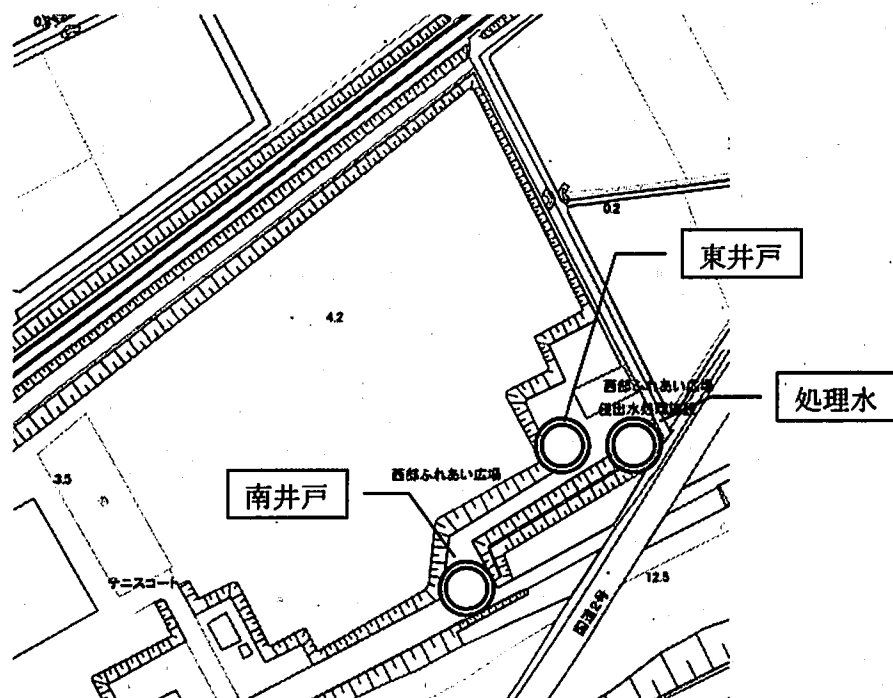 0.2
東井戸
4.2
処理水
西部ふれあい広場
浸出水処理施設
3.5
南井戸
西部ふれあい広場
テニスコート
12.5
国道2号